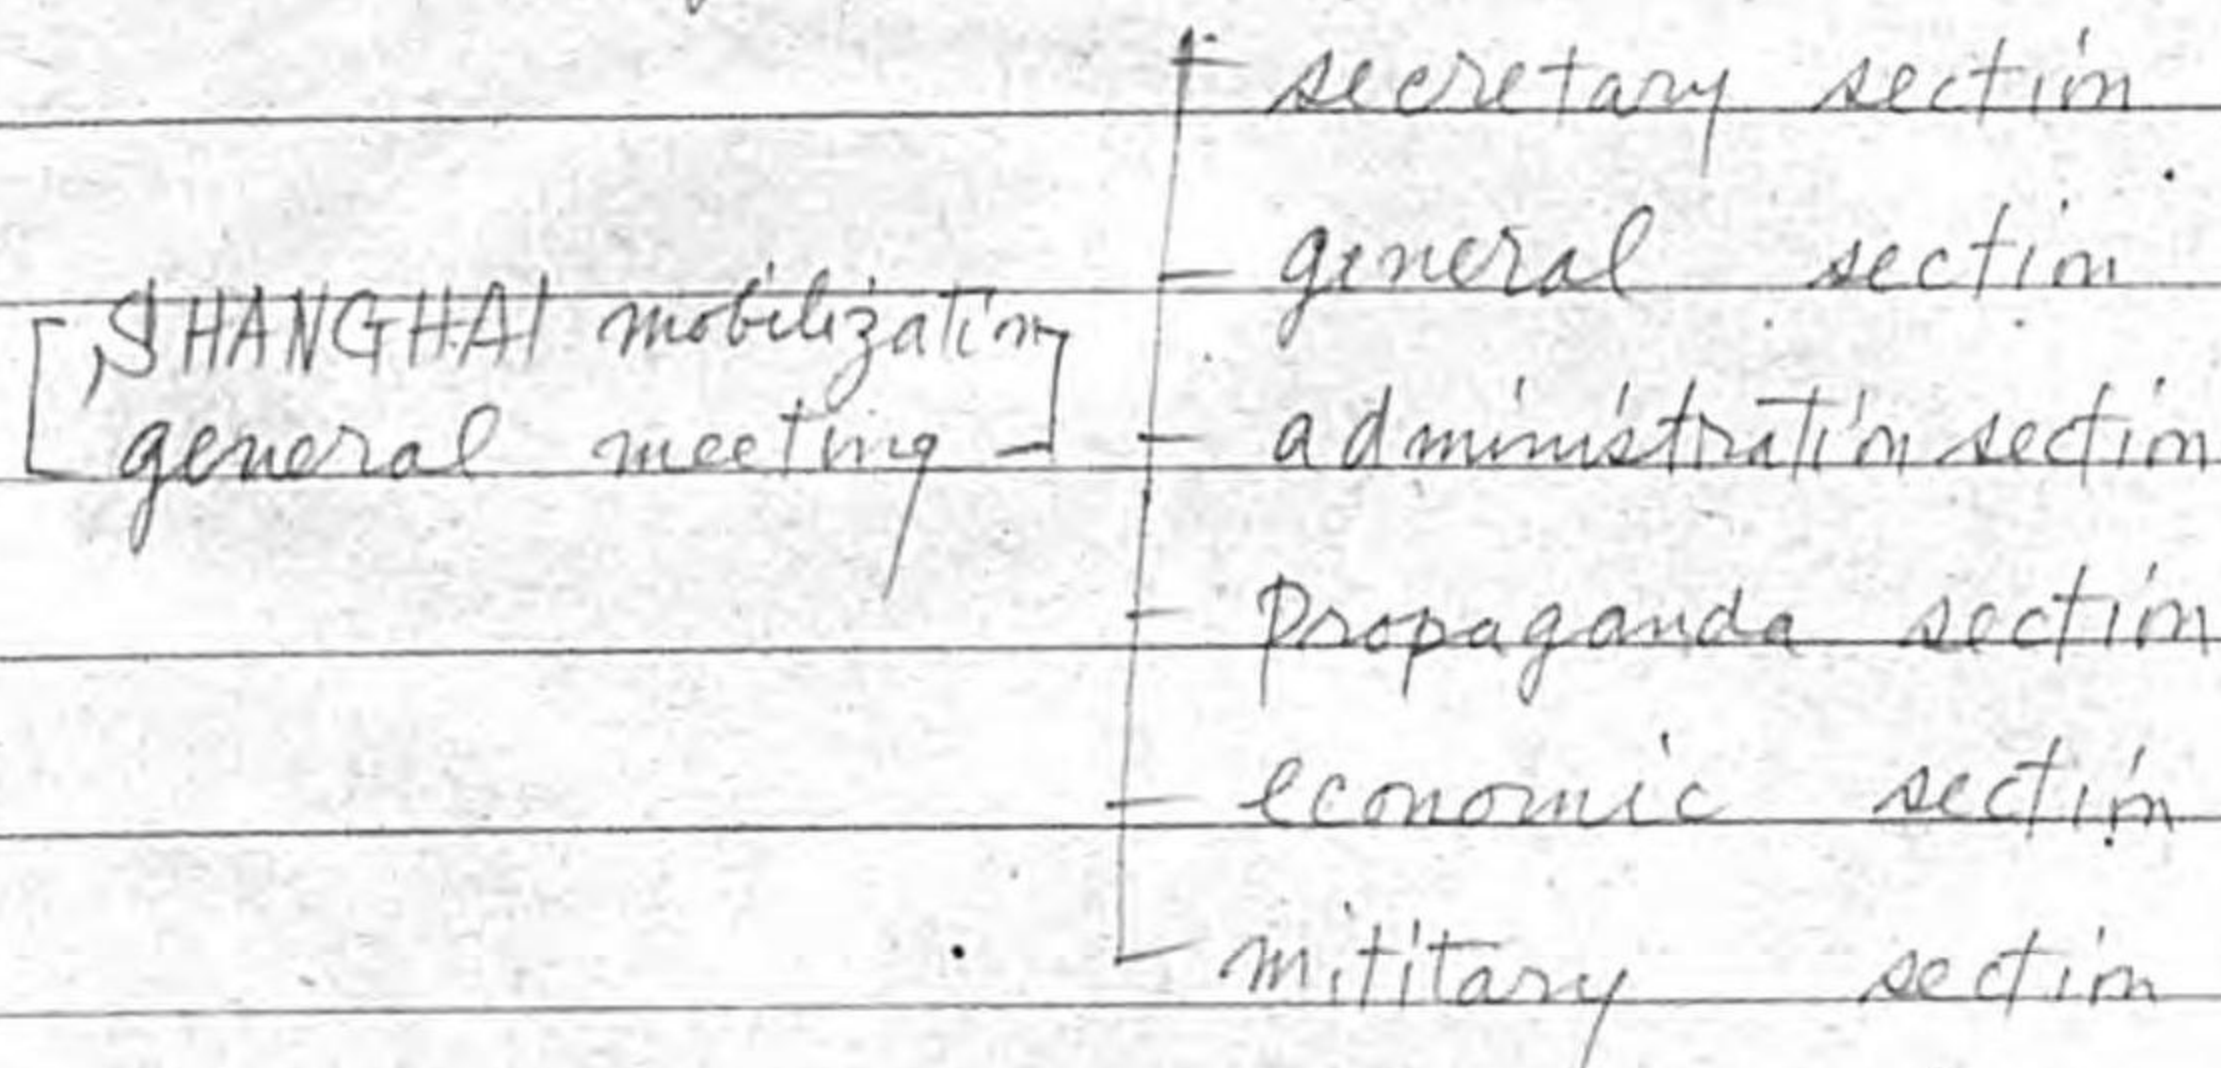 secretary section
general section
[SHANGHAI mobilization
general meeting]
administration section
propaganda section
economic section
mititary section